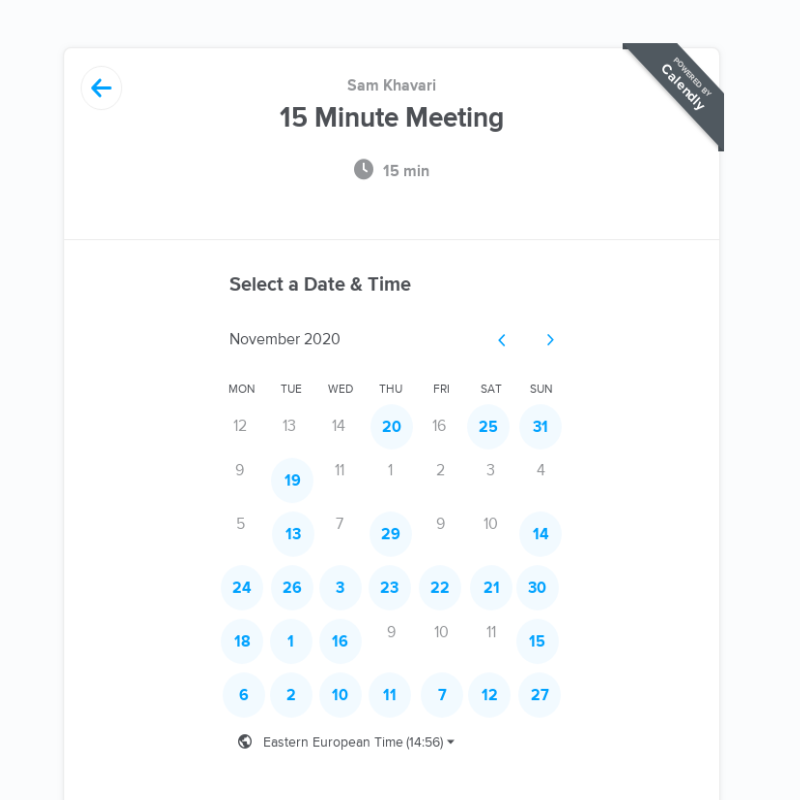 Sam Khavari
POWERED BY
Calendly
15 Minute Meeting
15 min
Select a Date & Time
November 2020
MON TUE WED THU FRI SAT SUN
12 13 14 20 16 25 31
9 19 11 1 2 3 4
5 13 7 29 9 10 14
24 26 3 23 22 21 30
18 1 16 9 10 11 15
6 2 10 11 7 12 27
Eastern European Time (14:56)